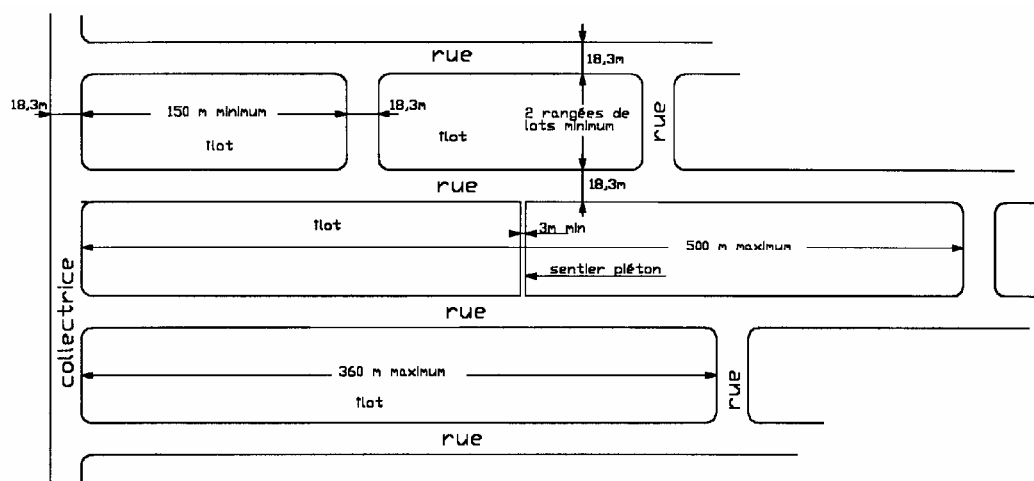 rue
18,3m
18,3m
150 m minimum
18,3m
2 rangées de
lots minimum
îlot
îlot
rue
rue
18,3m
îlot
3m min
500 m maximum
sentier piéton
collectrice
rue
360 m maximum
îlot
rue
rue